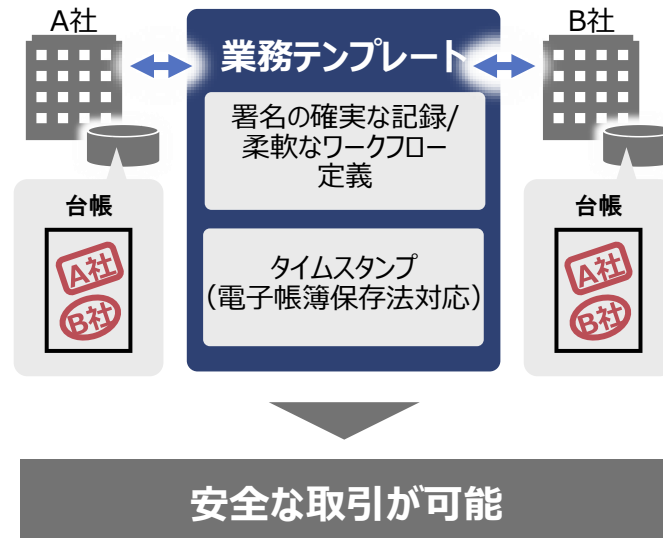 A社
B社
業務テンプレート
署名の確実な記録/
柔軟なワークフロー
定義
タイムスタンプ
（電子帳簿保存法対応）
台帳
A社
B社
台帳
A社
B社
安全な取引が可能